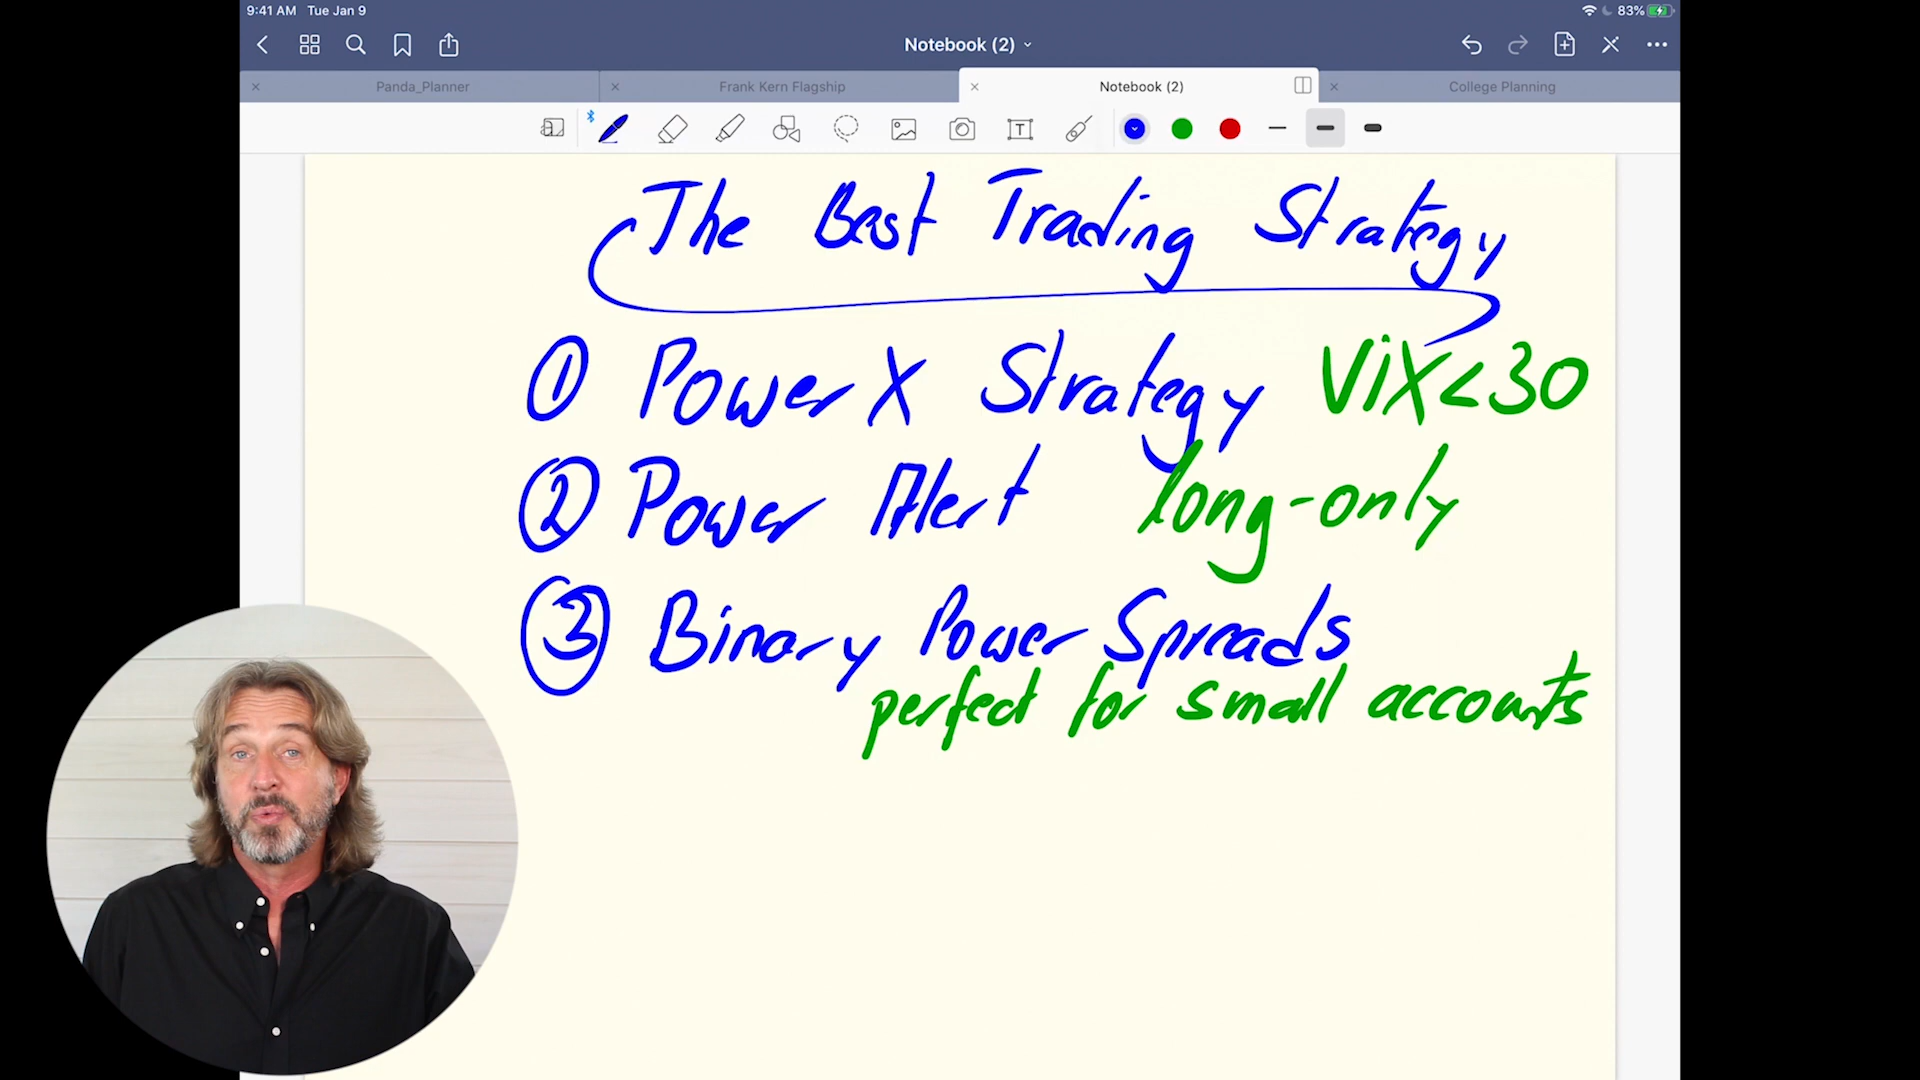 9:41 AM Tue Jan 9 83%
Notebook (2)
Panda_Planner Frank Kern Flagship Notebook (2) College Planning
The Best Trading Strategy
① PowerX Strategy ViX<30
② Power Alert long-only
③ Binary Power Spreads
perfect for small accounts